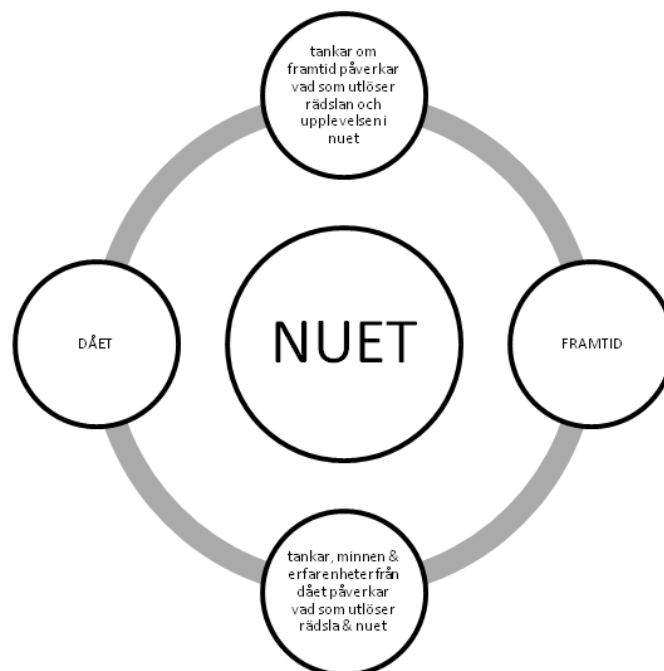 tankar om
framtid påverkar
vad som utlöser
rädslan och
upplevelsen i
nuet
DÅET
NUET
FRAMTID
tankar, minnen &
erfarenheter från
dået påverkar
vad som utlöser
rädsla & nuet